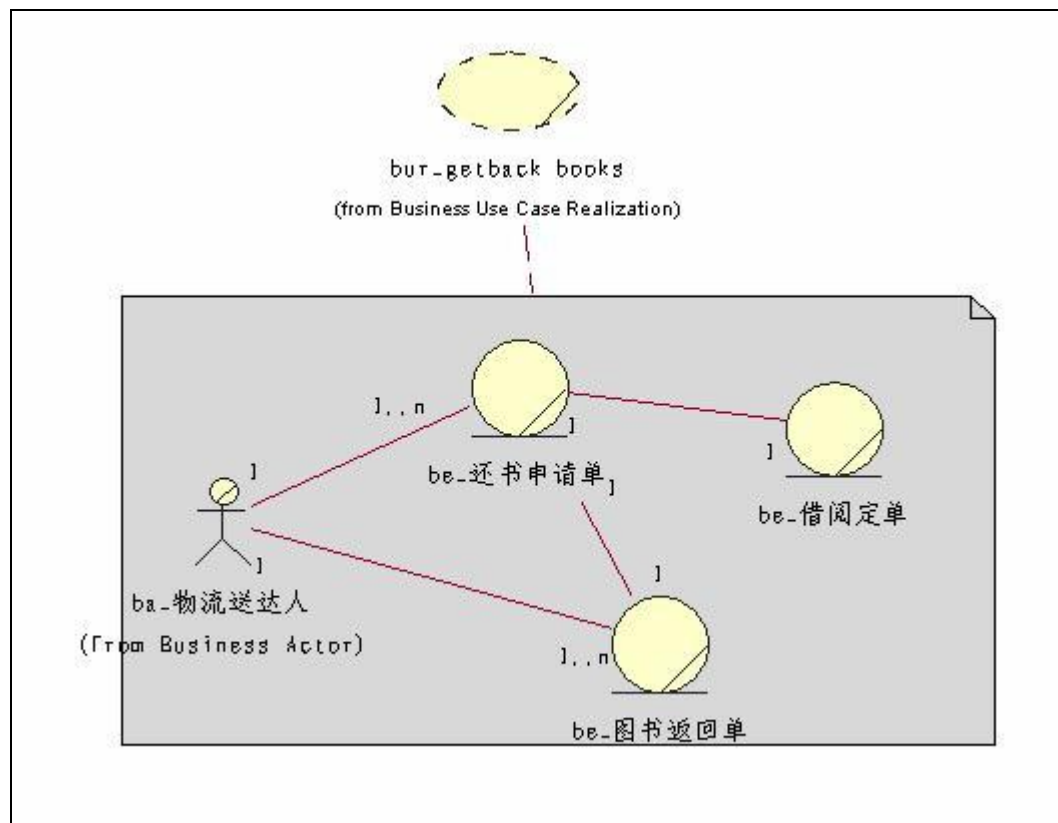 bur_getback books
(from Business Use Case Realization)
1..n
1
1
1
be_还书申请单
1
be_借阅定单
1
1
ba_物流送达人
(from Business Actor)
1
1..n
be_图书返回单